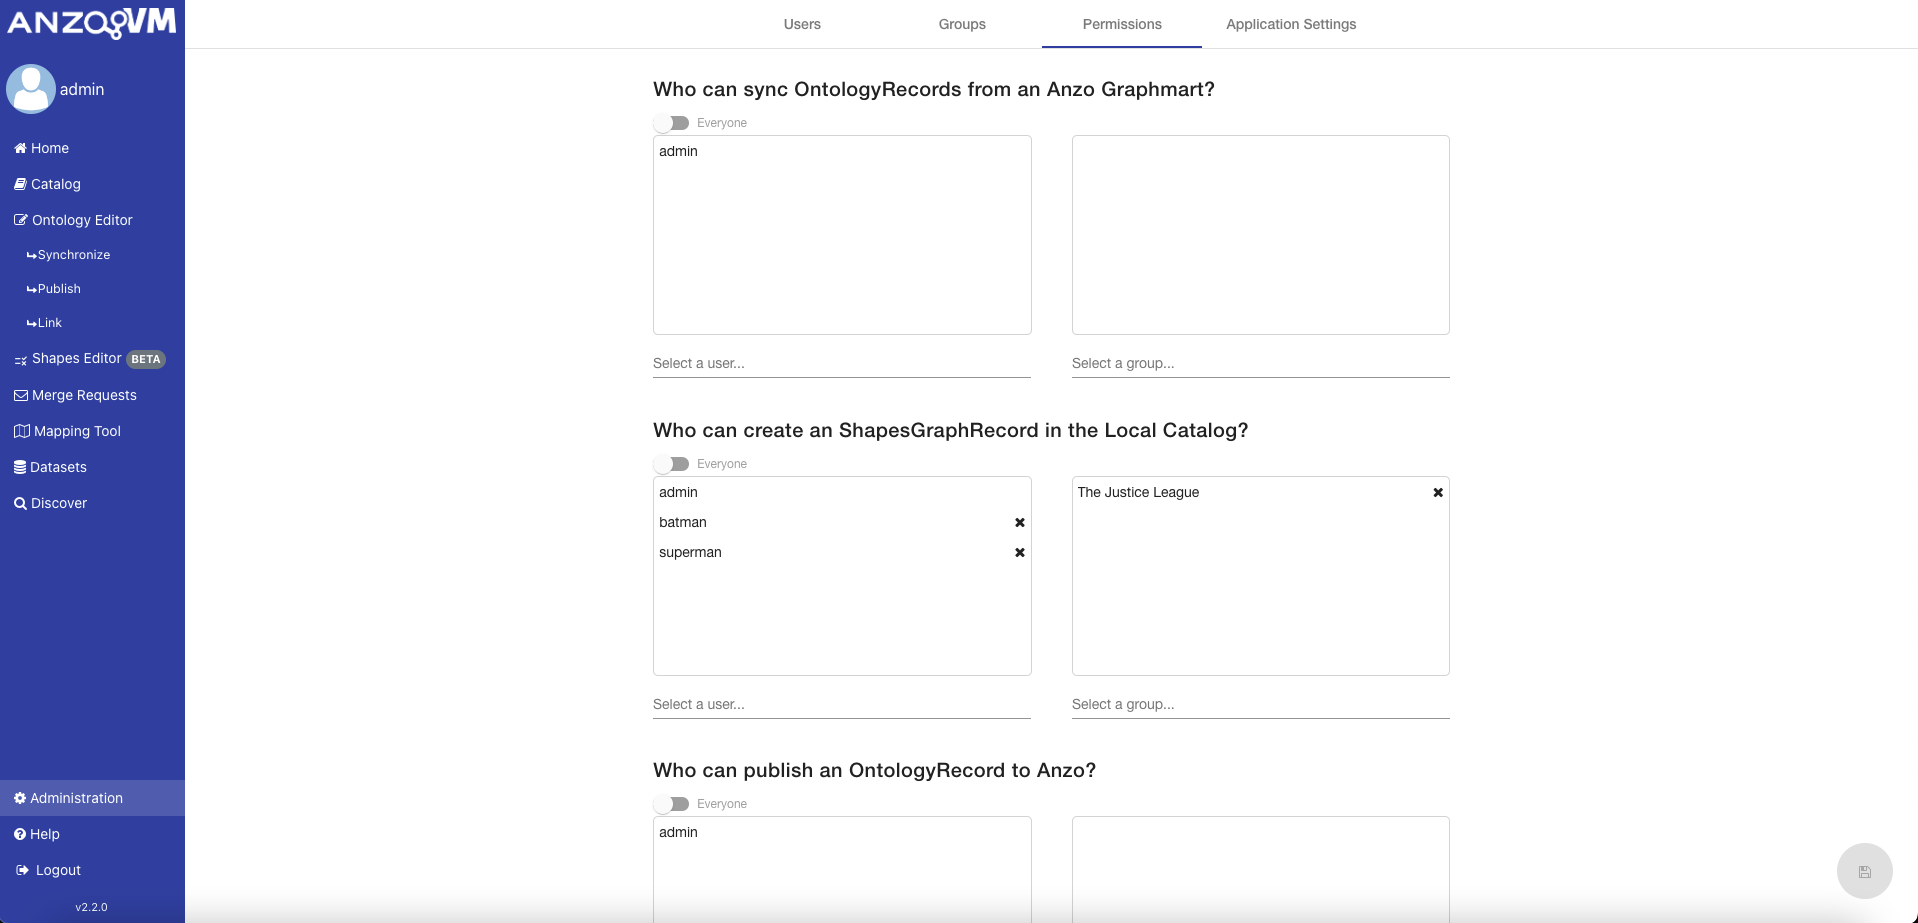 ANZOVM
admin
Home
Catalog
Ontology Editor
Synchronize
Publish
Link
Shapes Editor BETA
Merge Requests
Mapping Tool
Datasets
Discover
Administration
Help
Logout
v2.2.0
Users Groups Permissions Application Settings
Who can sync OntologyRecords from an Anzo Graphmart?
Everyone
admin
Select a user... Select a group...
Who can create an ShapesGraphRecord in the Local Catalog?
Everyone
admin The Justice League
batman
superman
Select a user... Select a group...
Who can publish an OntologyRecord to Anzo?
Everyone
admin